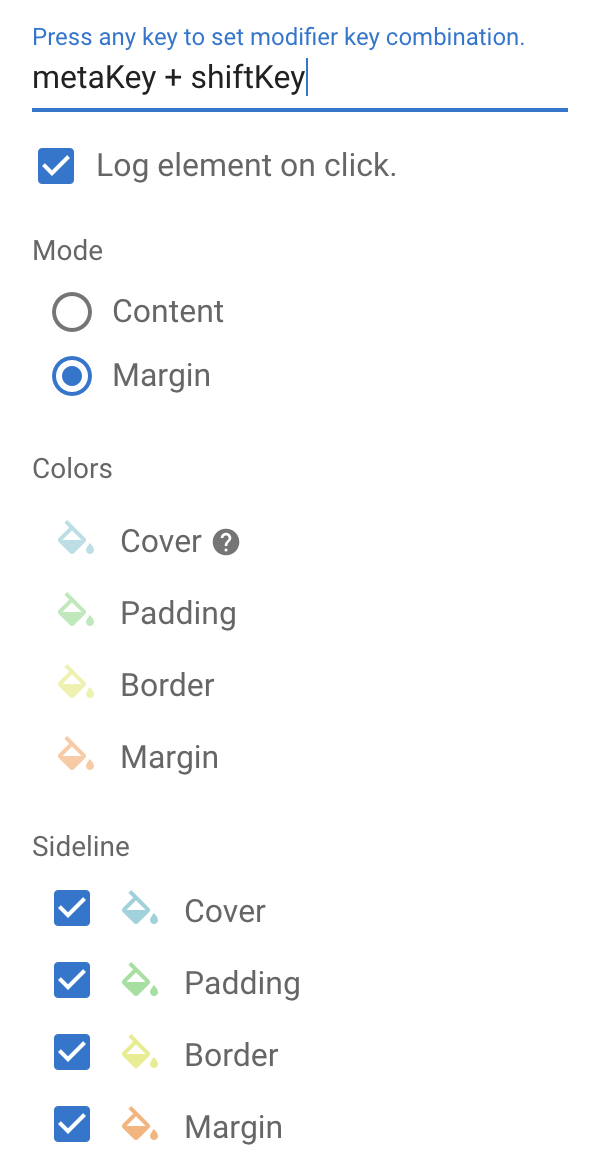 Press any key to set modifier key combination.
metaKey + shiftKey
Log element on click.
Mode
Content
Margin
Colors
Cover ?
Padding
Border
Margin
Sideline
Cover
Padding
Border
Margin